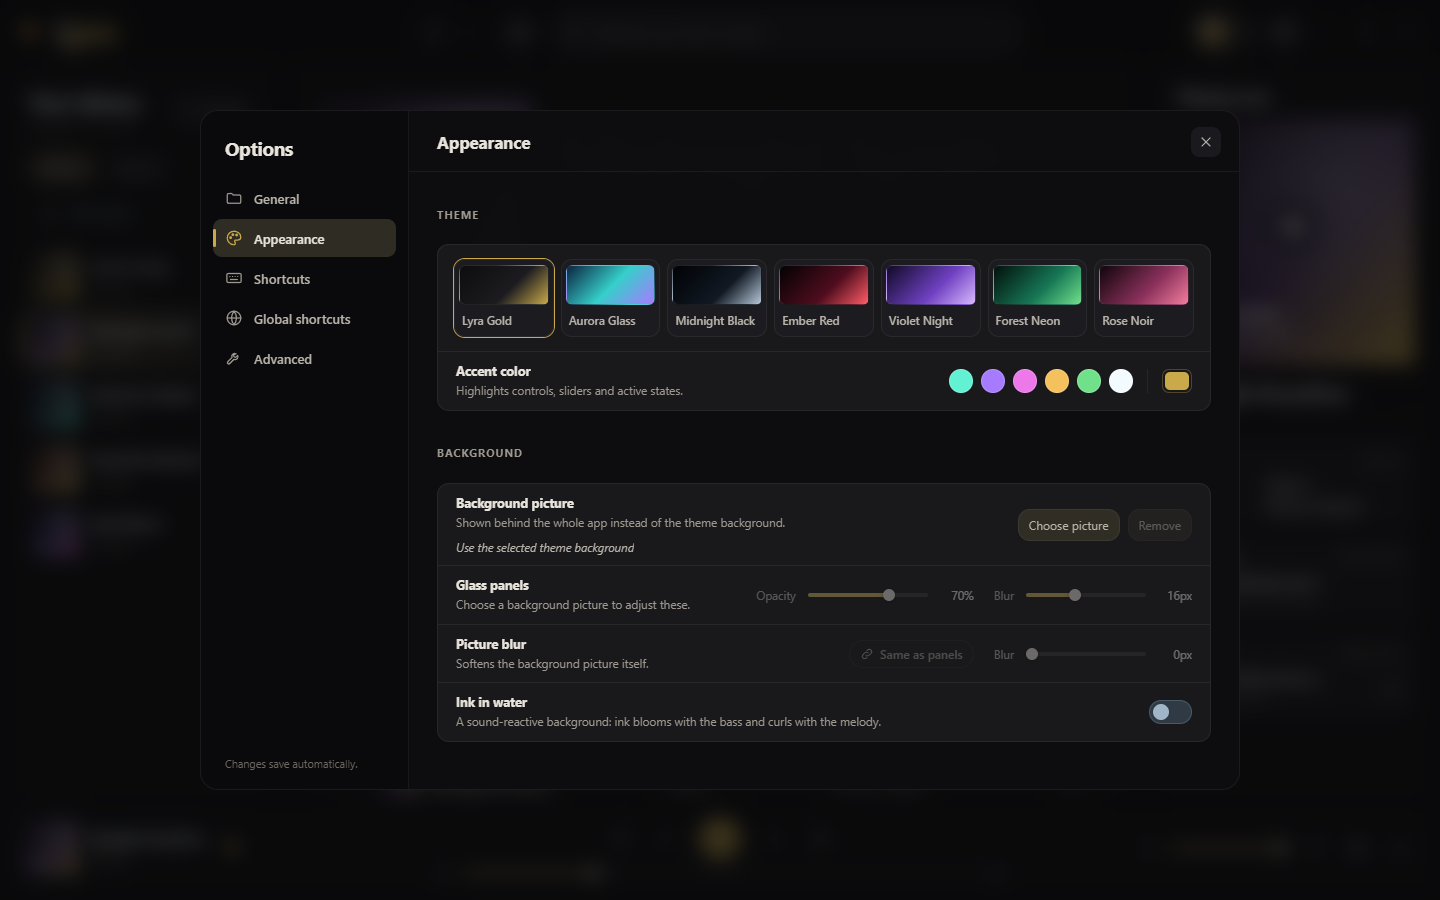 Options
General
Appearance
Shortcuts
Global shortcuts
Advanced
Changes save automatically.
Appearance
THEME
Lyra Gold
Aurora Glass
Midnight Black
Ember Red
Violet Night
Forest Neon
Rose Noir
Accent color
Highlights controls, sliders and active states.
BACKGROUND
Background picture
Shown behind the whole app instead of the theme background.
Use the selected theme background
Choose picture
Remove
Glass panels
Choose a background picture to adjust these.
Opacity 70% Blur 16px
Picture blur
Softens the background picture itself.
Same as panels Blur 0px
Ink in water
A sound-reactive background: ink blooms with the bass and curls with the melody.